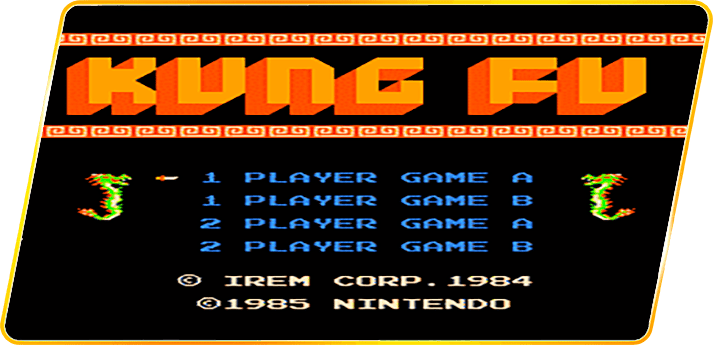 KUNG FU
1 PLAYER GAME A
1 PLAYER GAME B
2 PLAYER GAME A
2 PLAYER GAME B
© IREM CORP.1984
©1985 NINTENDO